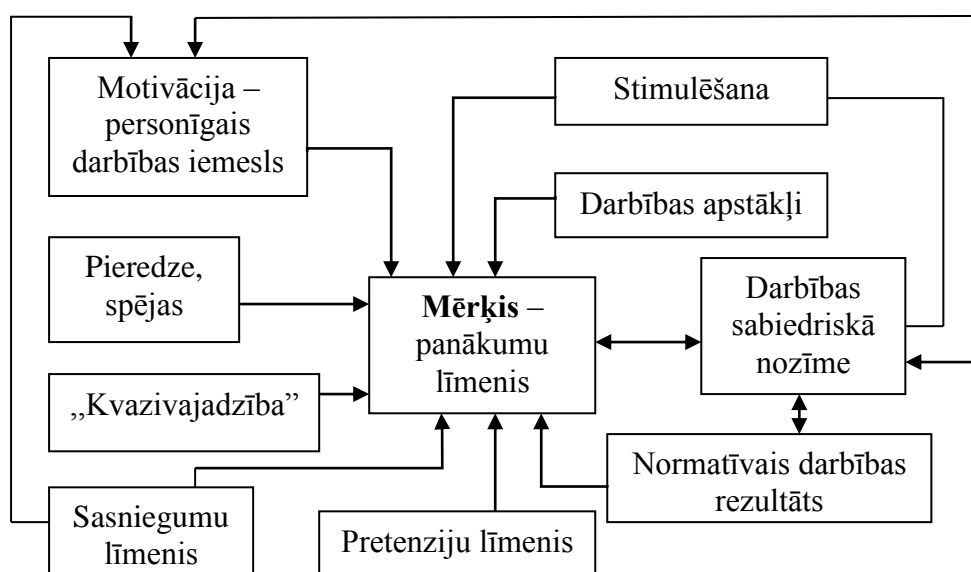 Motivācija –
personīgais
darbības iemesls
Stimulēšana
Darbības apstākļi
Pieredze,
spējas
Mērķis –
panākumu
līmenis
Darbības
sabiedriskā
nozīme
,,Kvazivajadzība”
Normatīvais darbības
rezultāts
Sasniegumu
līmenis
Pretenziju līmenis